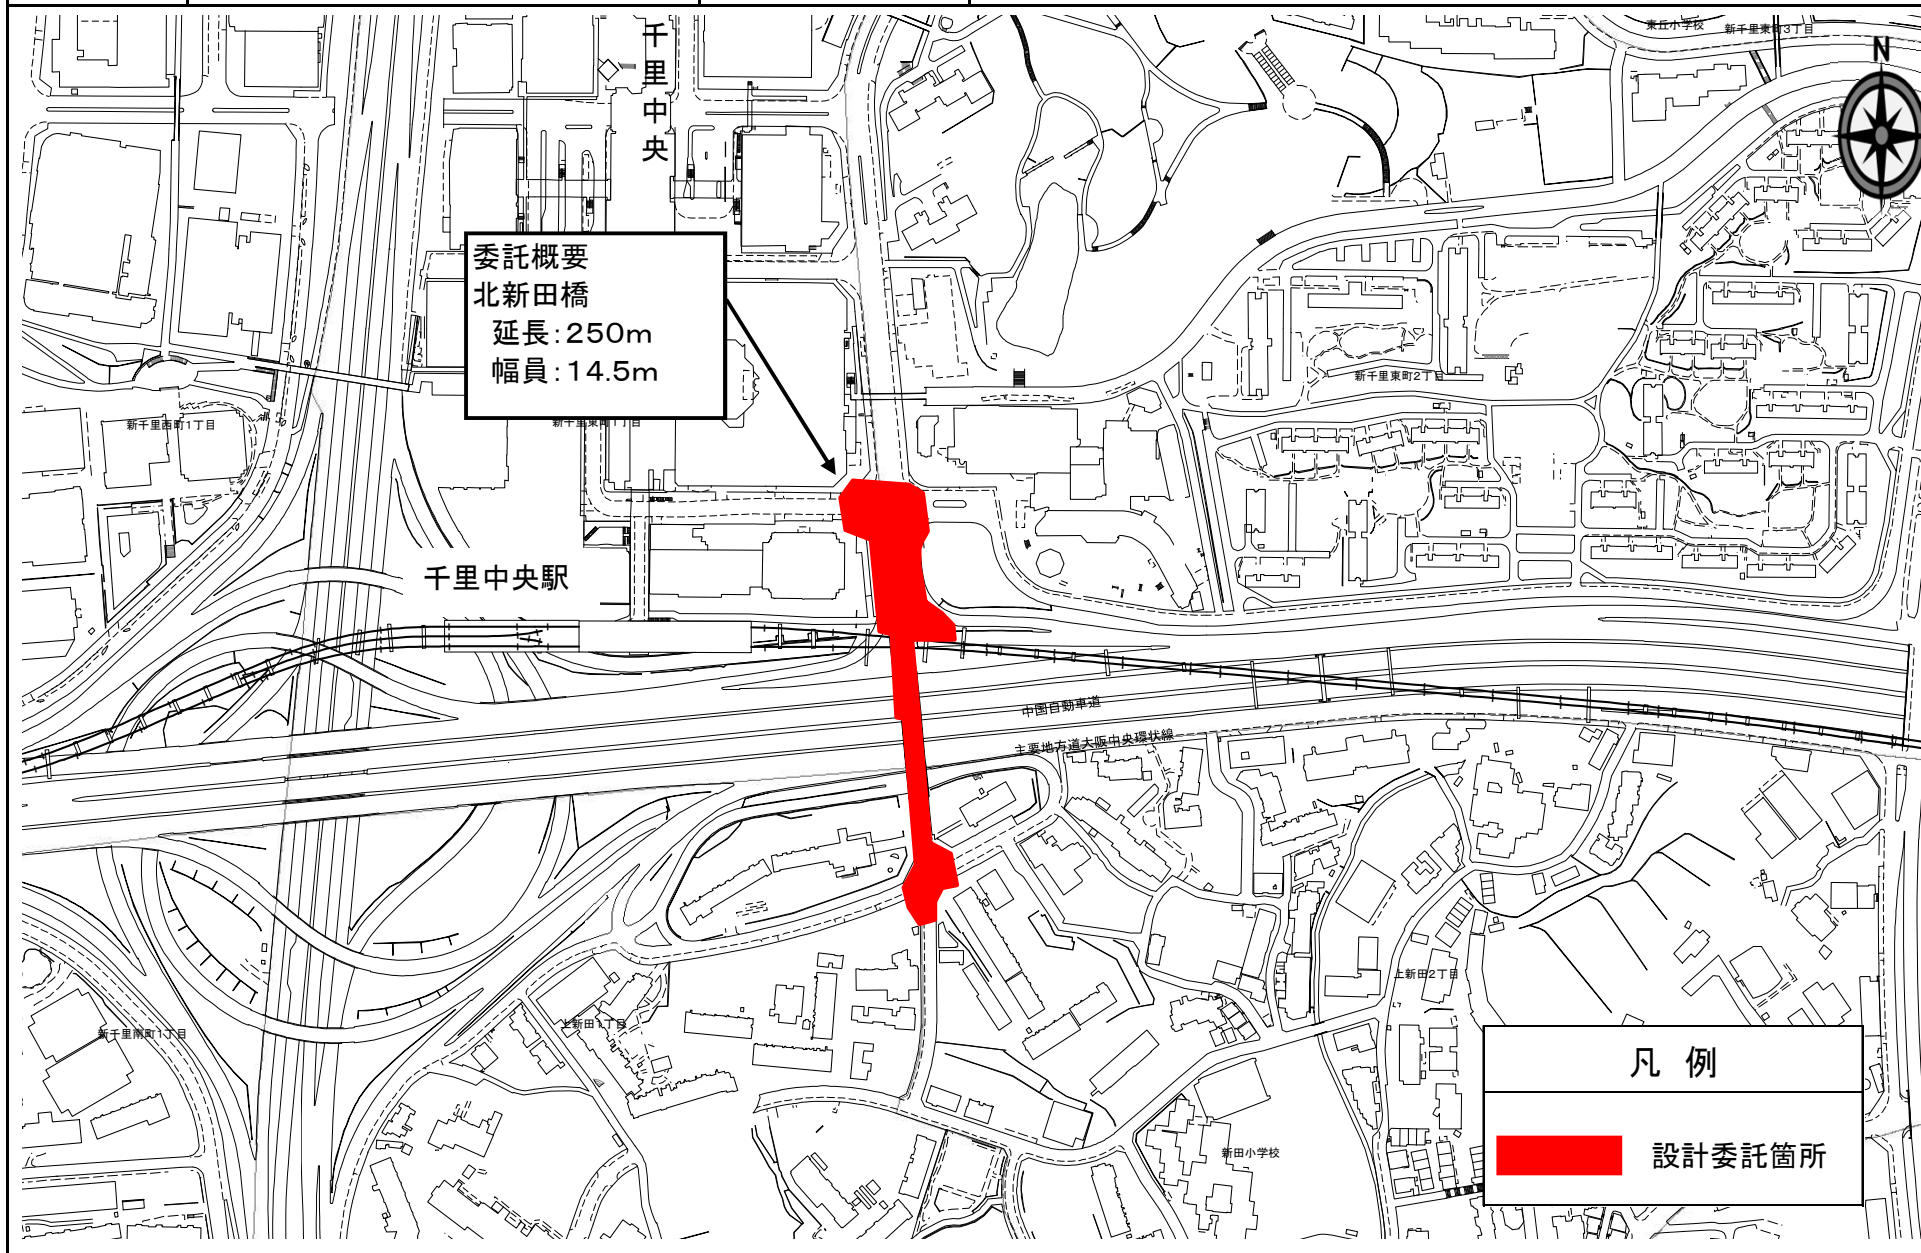 千里中央
東丘小学校
新千里東町3丁目
N
委託概要
北新田橋
延長:250m
幅員:14.5m
新千里東町2丁目
新千里西町1丁目
新千里東町1丁目
千里中央駅
中国自動車道
主要地方道大阪中央環状線
上新田2丁目
上新田1丁目
新千里南町1丁目
新田小学校
凡 例
設計委託箇所